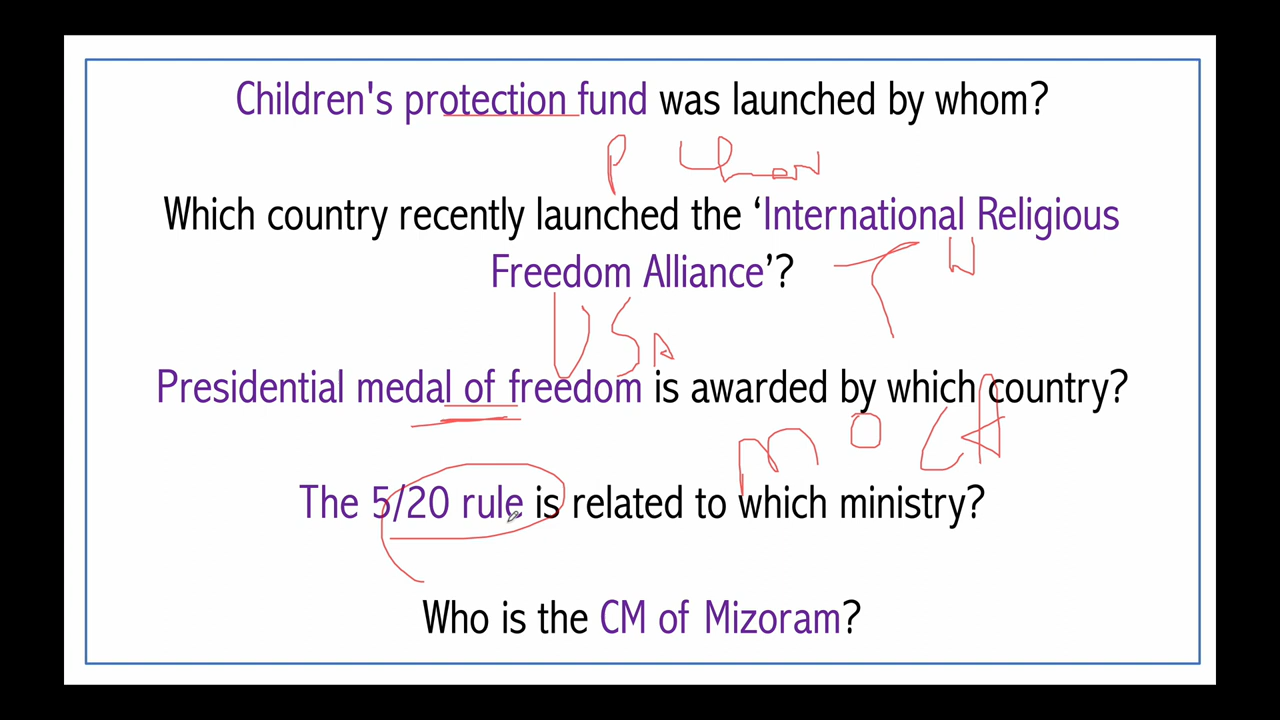 Children's protection fund was launched by whom?
P
Which country recently launched the ‘International Religious
Freedom Alliance’?
USA
Presidential medal of freedom is awarded by which country?
MOCA
The 5/20 rule is related to which ministry?
Who is the CM of Mizoram?